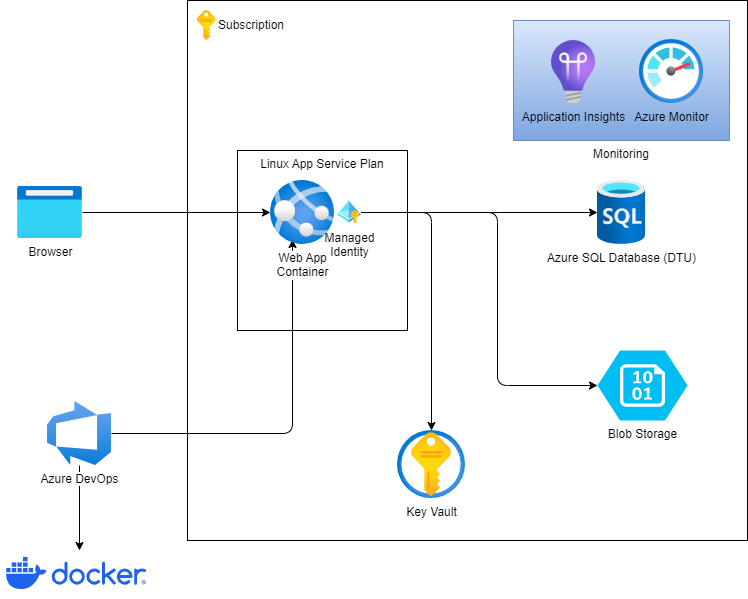 Subscription
Application Insights
Azure Monitor
Monitoring
Linux App Service Plan
Browser
Managed
Identity
Web App
Container
SQL
Azure SQL Database (DTU)
10
01
Blob Storage
Azure DevOps
Key Vault
docker